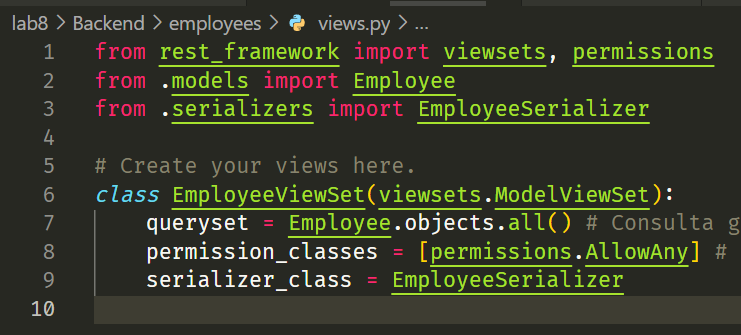 lab8 > Backend > employees > views.py > ...
1 from rest_framework import viewsets, permissions
2 from .models import Employee
3 from .serializers import EmployeeSerializer
4
5 # Create your views here.
6 class EmployeeViewSet(viewsets.ModelViewSet):
7     queryset = Employee.objects.all() # Consulta g
8     permission_classes = [permissions.AllowAny] #
9     serializer_class = EmployeeSerializer
10